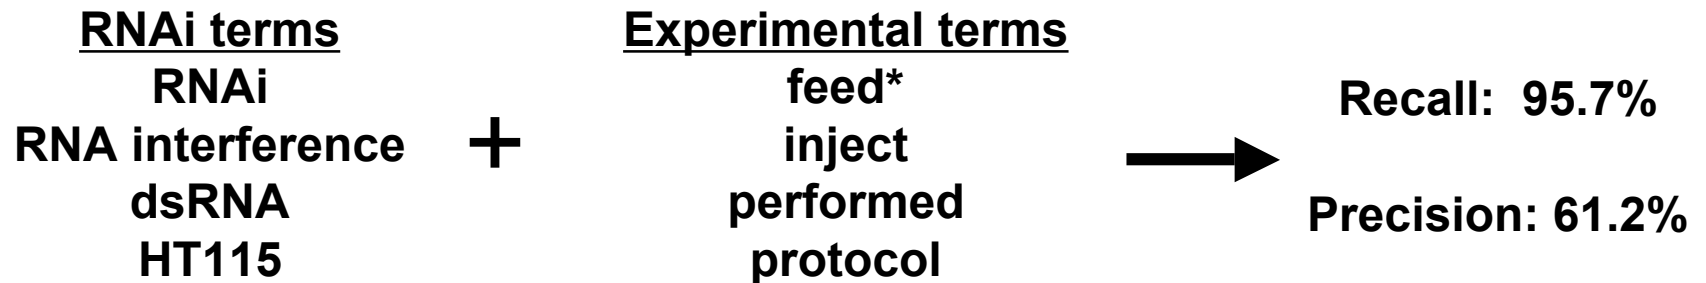 RNAi terms
RNAi
RNA interference
dsRNA
HT115
+
Experimental terms
feed*
inject
performed
protocol
Recall: 95.7%
Precision: 61.2%